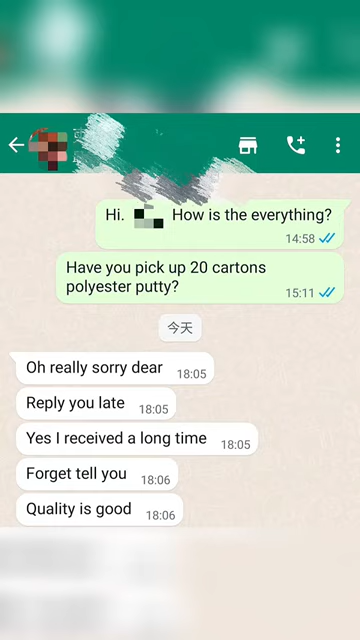 Hi. How is the everything?
14:58
Have you pick up 20 cartons
polyester putty?
15:11
今天
Oh really sorry dear
18:05
Reply you late
18:05
Yes I received a long time
18:05
Forget tell you
18:06
Quality is good
18:06